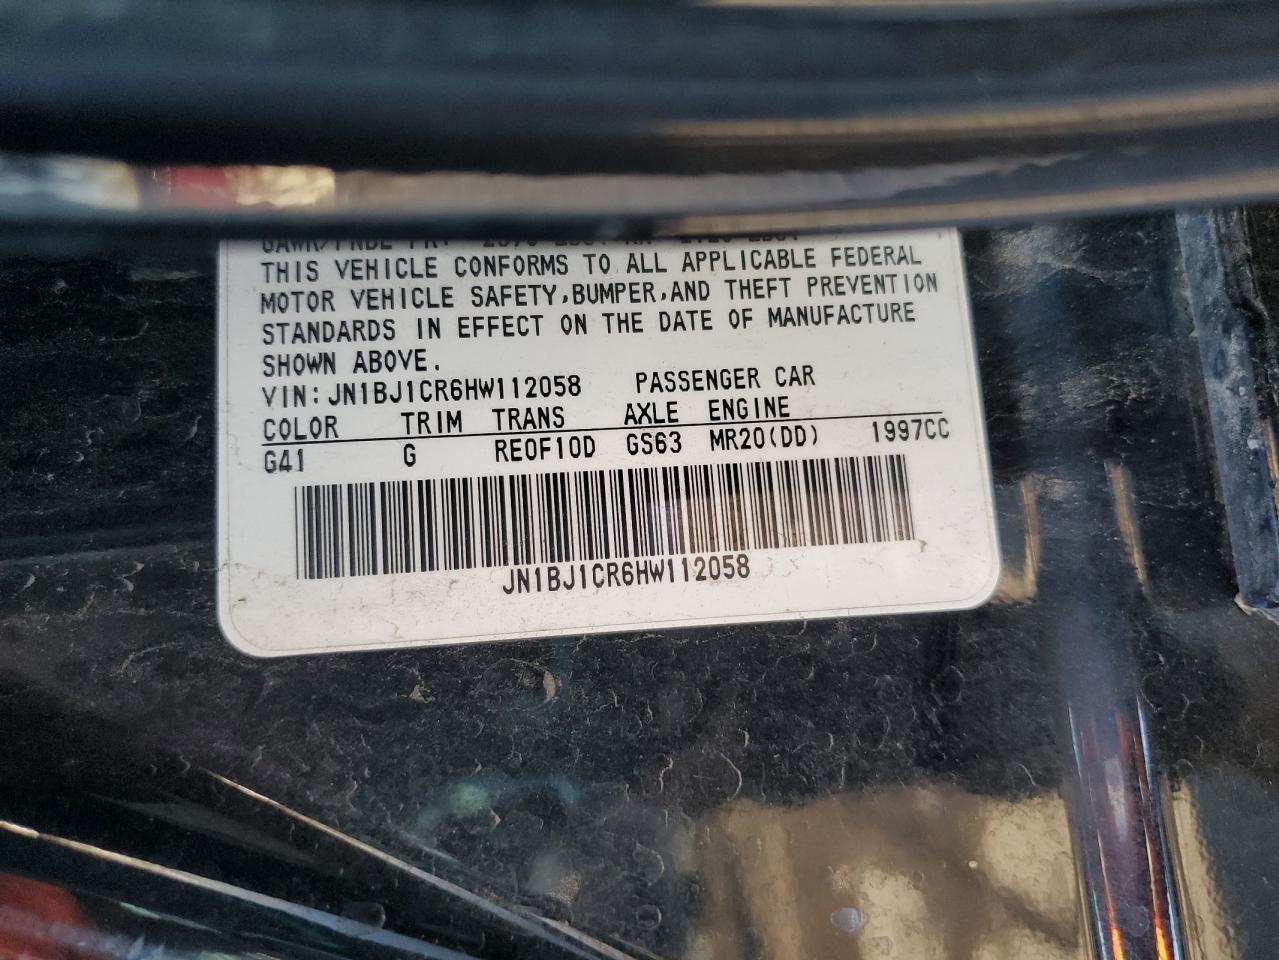 THIS VEHICLE CONFORMS TO ALL APPLICABLE FEDERAL
MOTOR VEHICLE SAFETY,BUMPER,AND THEFT PREVENTION
STANDARDS IN EFFECT ON THE DATE OF MANUFACTURE
SHOWN ABOVE.
VIN:JN1BJ1CR6HW112058 PASSENGER CAR
COLOR TRIM TRANS AXLE ENGINE
G41 G RE0F10D GS63 MR20(DD) 1997CC
JN1BJ1CR6HW112058